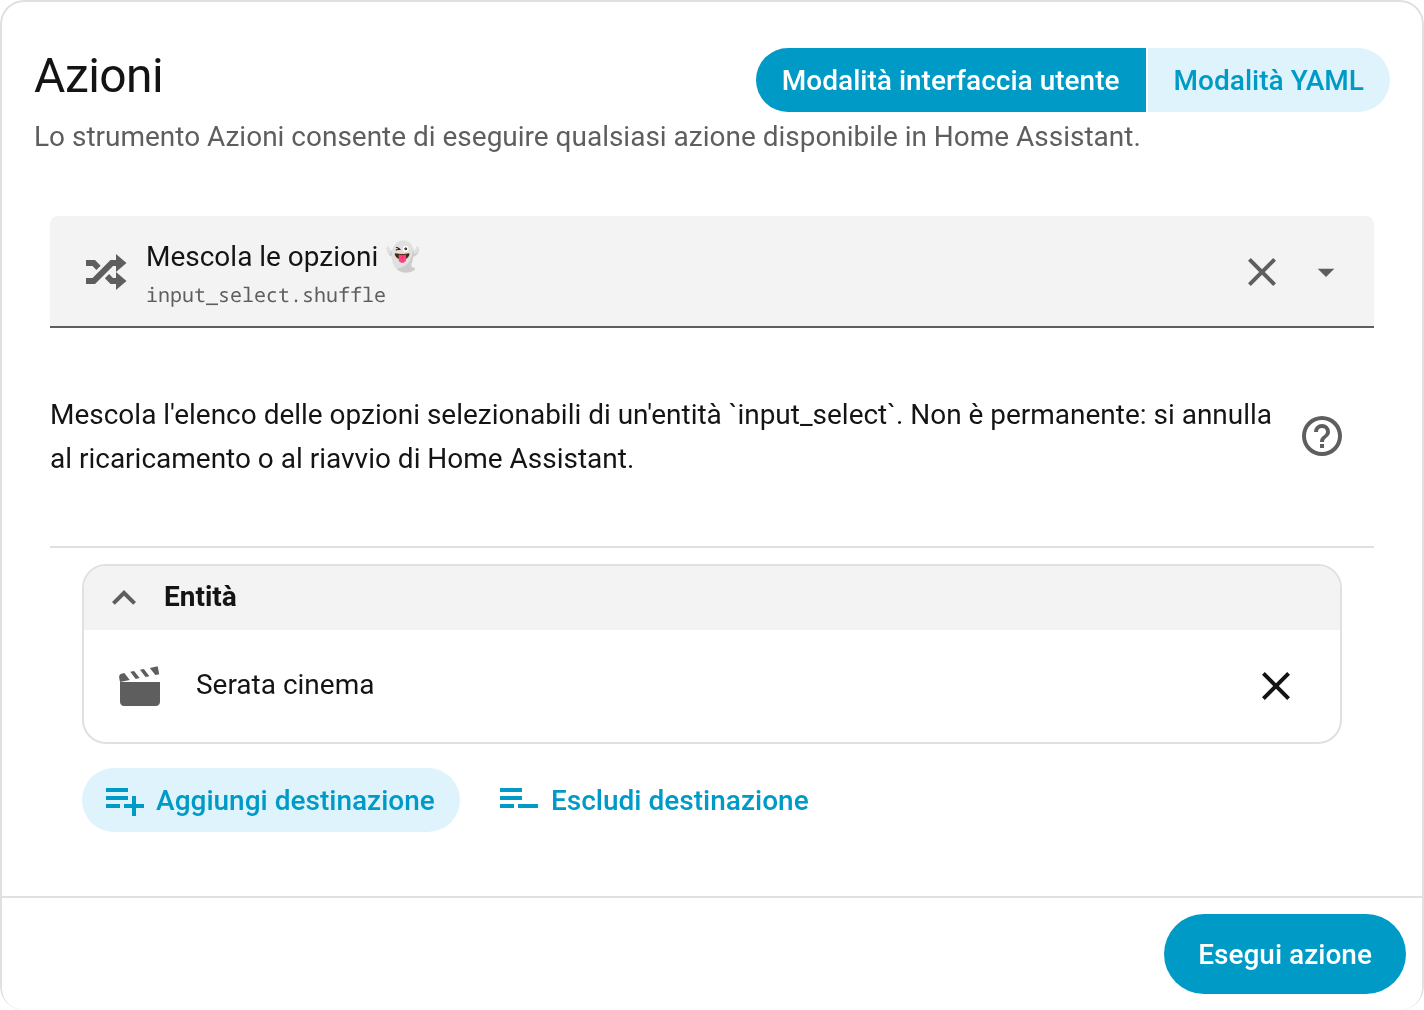 Azioni
Modalità interfaccia utente
Modalità YAML
Lo strumento Azioni consente di eseguire qualsiasi azione disponibile in Home Assistant.
Mescola le opzioni 👻
input_select.shuffle
Mescola l'elenco delle opzioni selezionabili di un'entità `input_select`. Non è permanente: si annulla
al ricaricamento o al riavvio di Home Assistant.
Entità
Serata cinema
Aggiungi destinazione
Escludi destinazione
Esegui azione